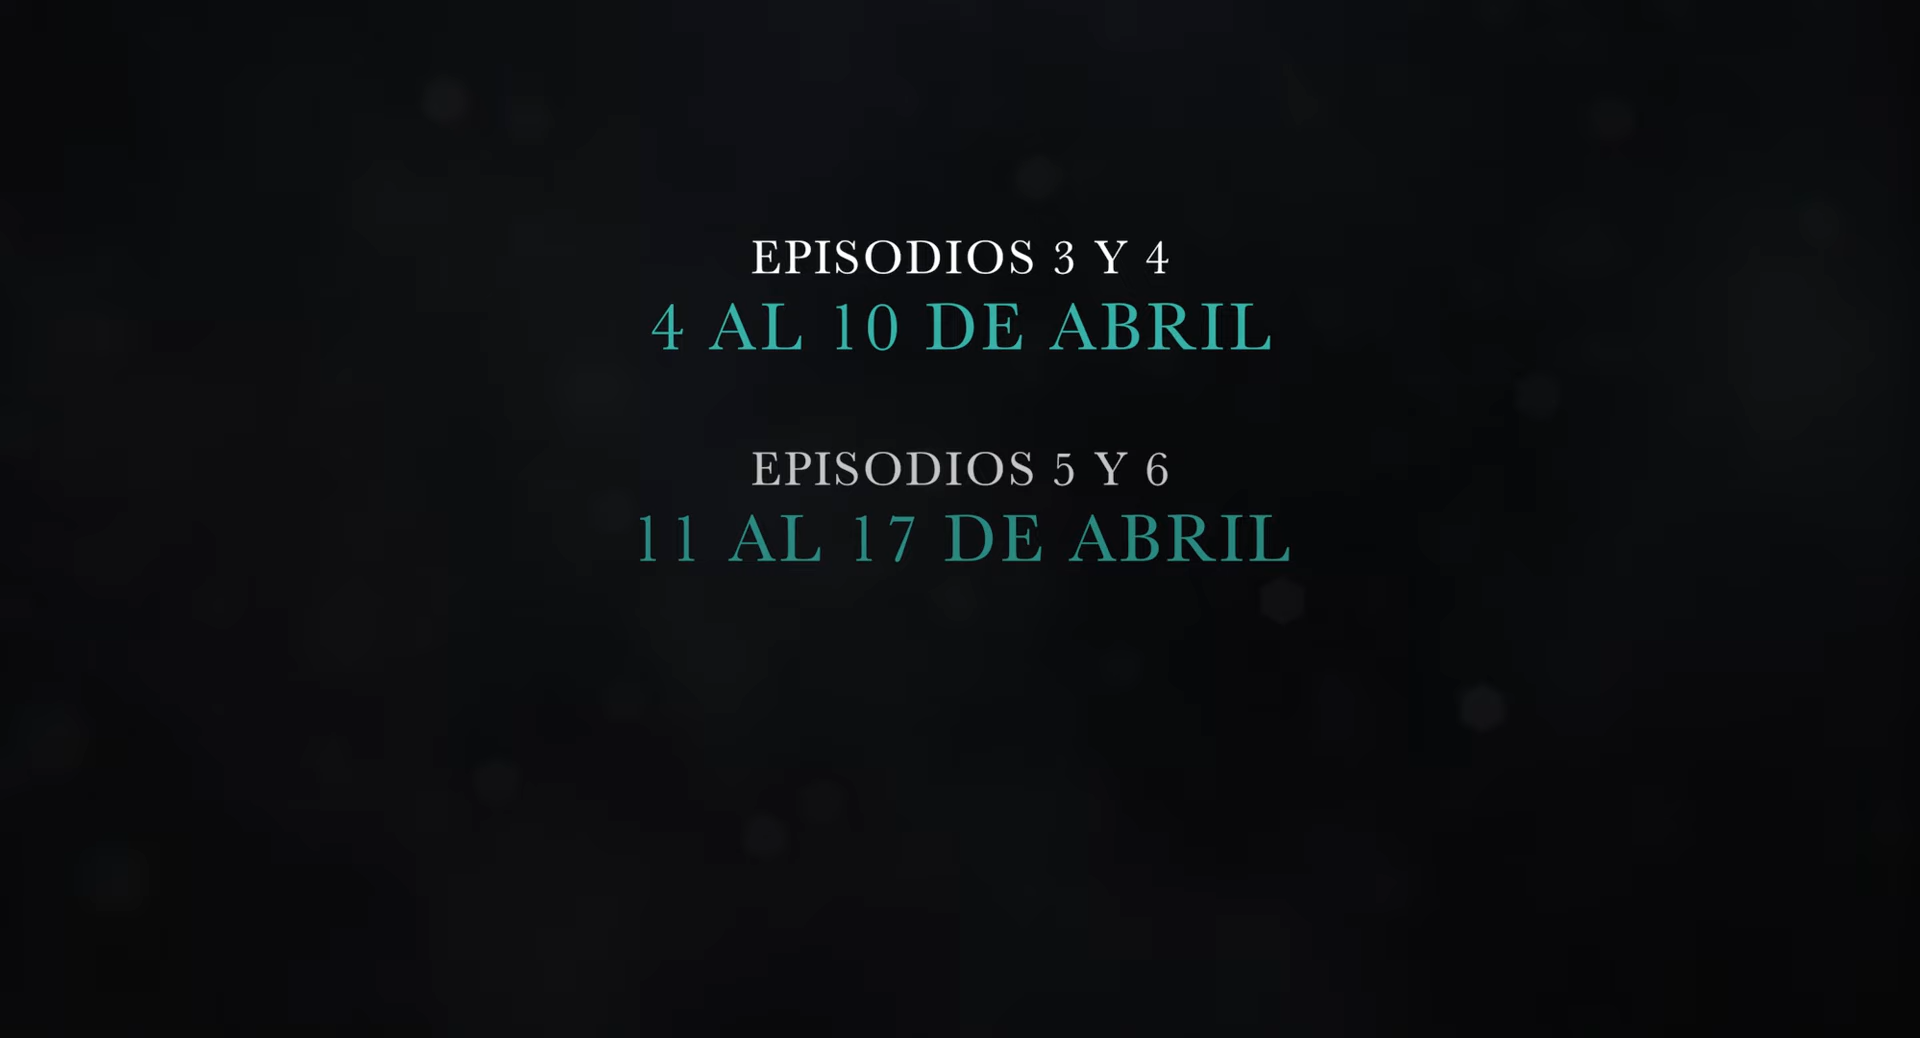 EPISODIOS 3 Y 4
4 AL 10 DE ABRIL
EPISODIOS 5 Y 6
11 AL 17 DE ABRIL